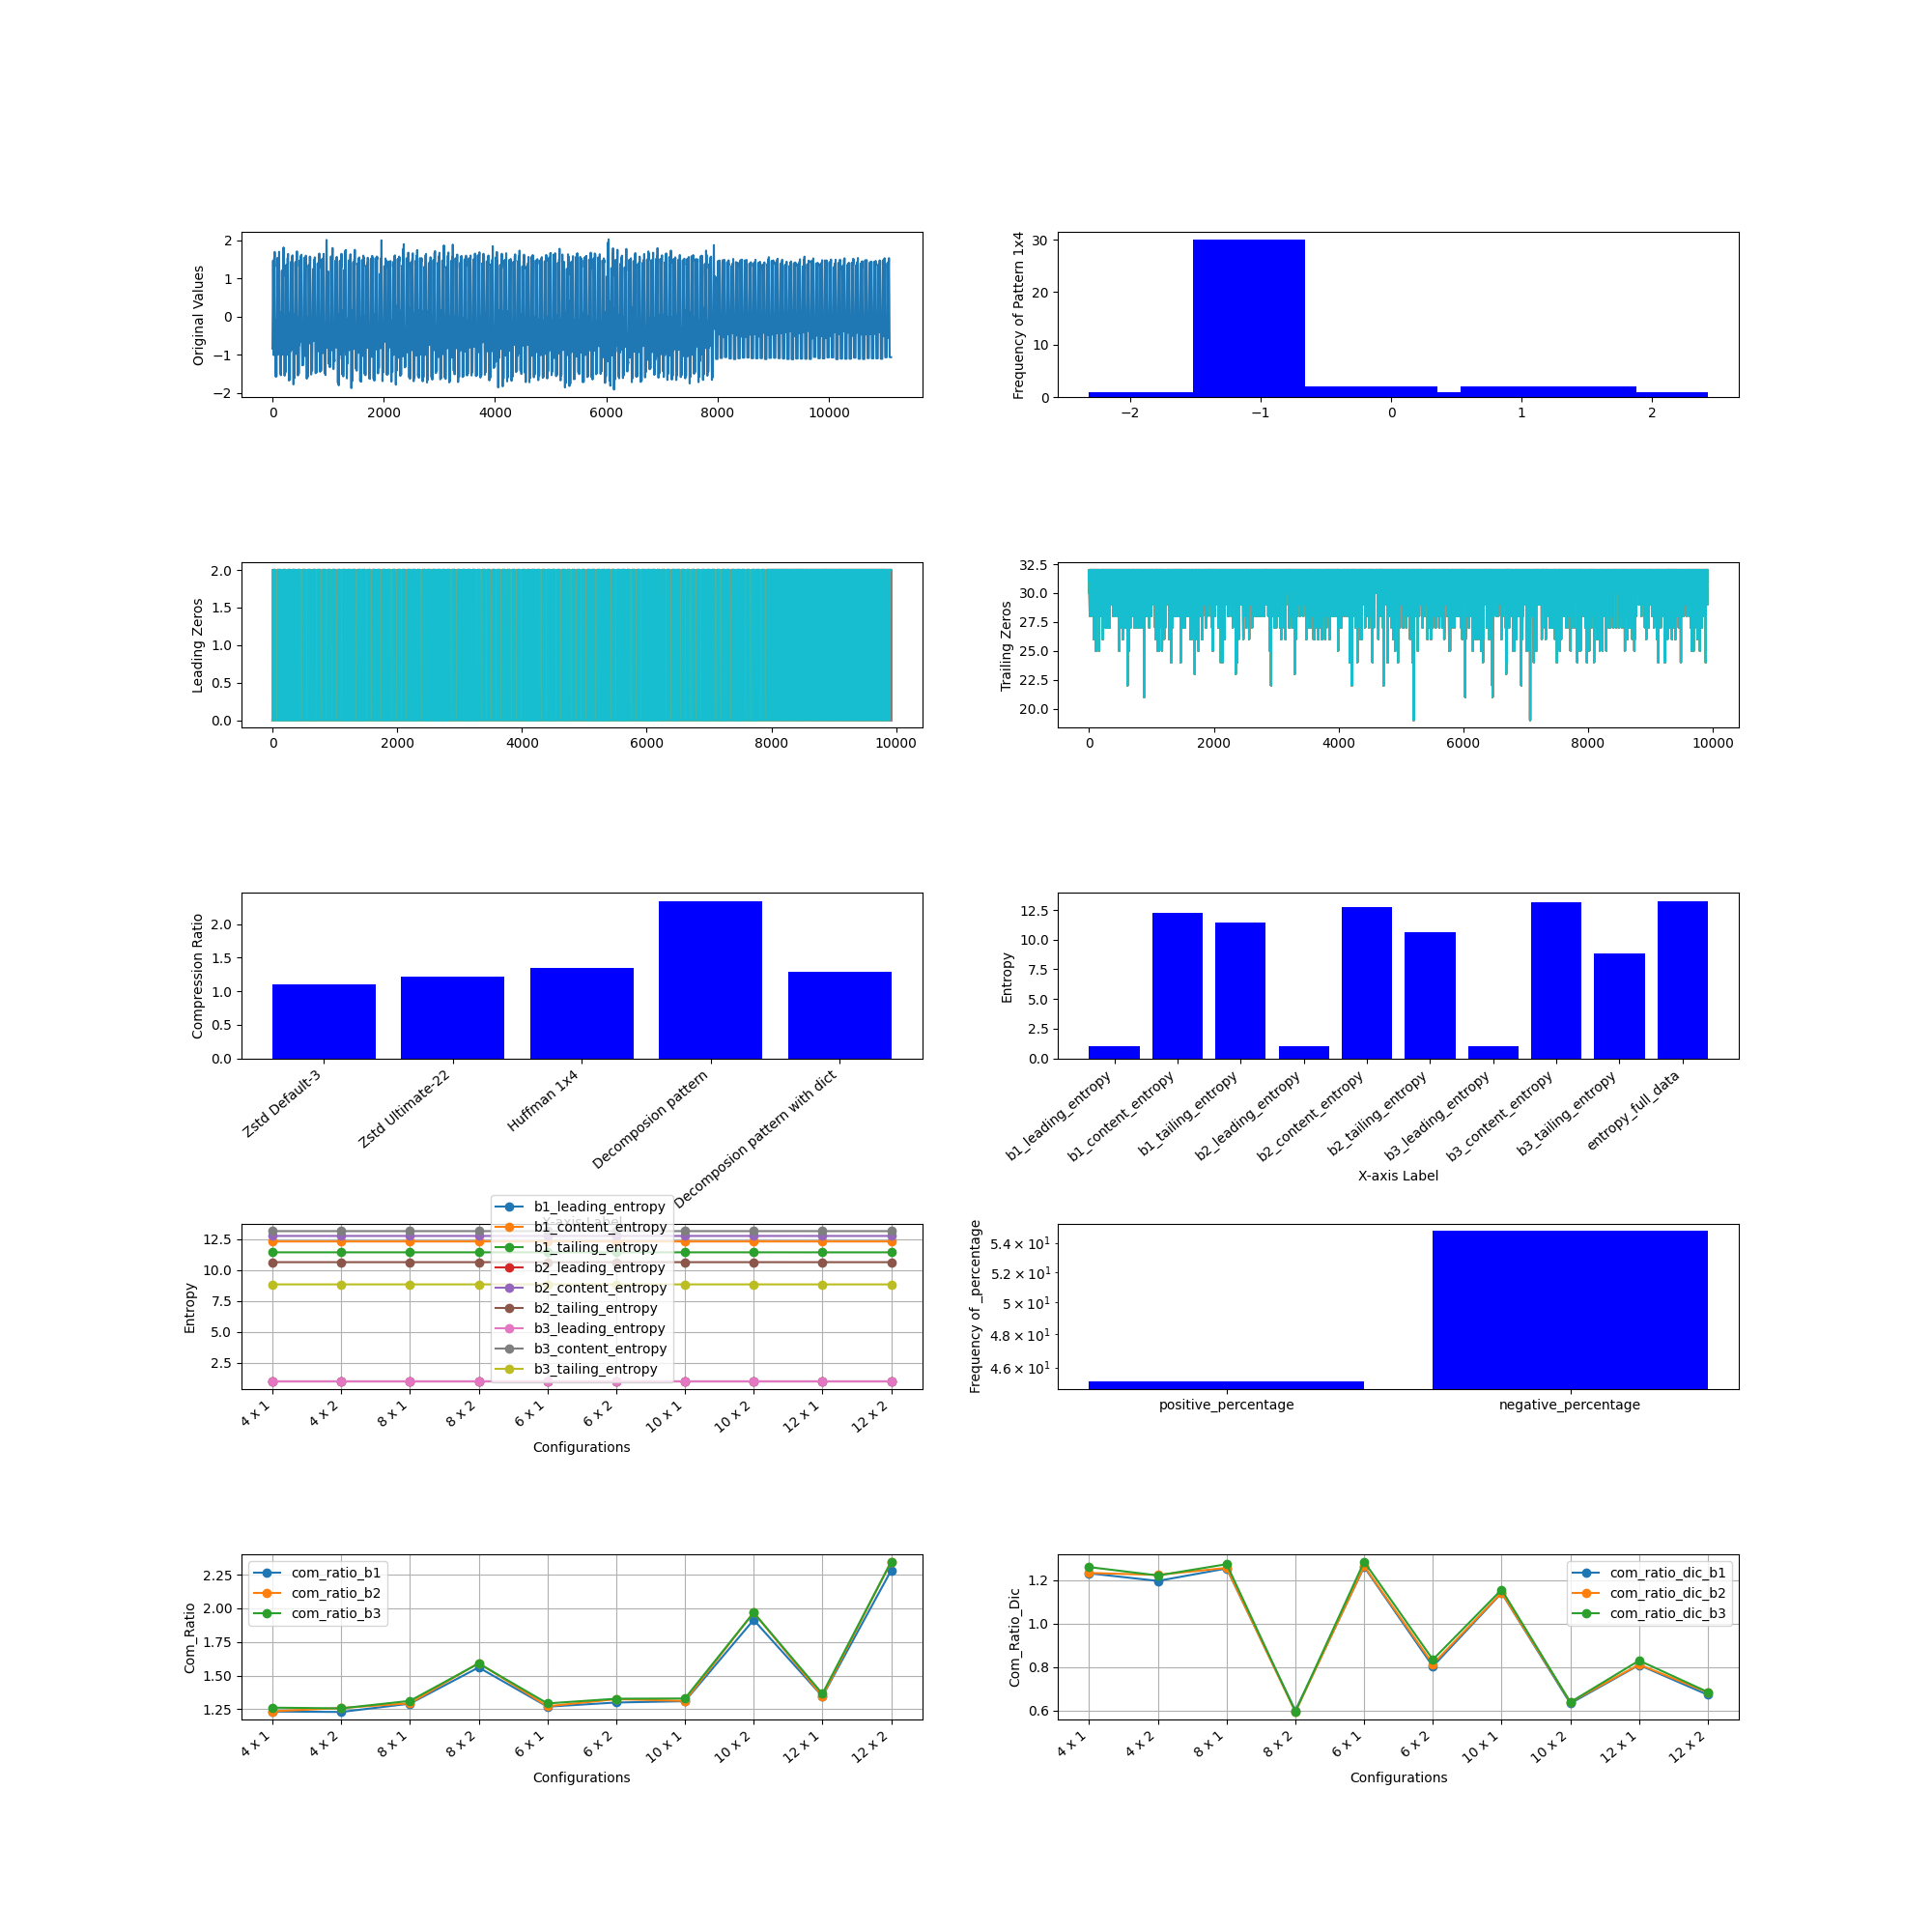 Original Values
2
1
0
−1
−2
0 2000 4000 6000 8000 10000
Frequency of Pattern 1x4
30
20
10
0
−2 −1 0 1 2
Leading Zeros
2.0
1.5
1.0
0.5
0.0
0 2000 4000 6000 8000 10000
Trailing Zeros
32.5
30.0
27.5
25.0
22.5
20.0
0 2000 4000 6000 8000 10000
Compression Ratio
2.0
1.5
1.0
0.5
0.0
Zstd Default-3
Zstd Ultimate-22
Huffman 1x4
Decomposion pattern
Decomposion pattern with dict
X-axis Label
Entropy
12.5
10.0
7.5
5.0
2.5
0.0
b1_leading_entropy
b1_content_entropy
b1_tailing_entropy
b2_leading_entropy
b2_content_entropy
b2_tailing_entropy
b3_leading_entropy
b3_content_entropy
b3_tailing_entropy
entropy_full_data
X-axis Label
Entropy
12.5
10.0
7.5
5.0
2.5
b1_leading_entropy
b1_content_entropy
b1_tailing_entropy
b2_leading_entropy
b2_content_entropy
b2_tailing_entropy
b3_leading_entropy
b3_content_entropy
b3_tailing_entropy
4 x 1
4 x 2
8 x 1
8 x 2
6 x 1
6 x 2
10 x 1
10 x 2
12 x 1
12 x 2
Configurations
Frequency of _percentage
5.4 × 10¹
5.2 × 10¹
5 × 10¹
4.8 × 10¹
4.6 × 10¹
positive_percentage negative_percentage
Com_Ratio
2.25
2.00
1.75
1.50
1.25
com_ratio_b1
com_ratio_b2
com_ratio_b3
4 x 1
4 x 2
8 x 1
8 x 2
6 x 1
6 x 2
10 x 1
10 x 2
12 x 1
12 x 2
Configurations
Com_Ratio_Dic
1.2
1.0
0.8
0.6
com_ratio_dic_b1
com_ratio_dic_b2
com_ratio_dic_b3
4 x 1
4 x 2
8 x 1
8 x 2
6 x 1
6 x 2
10 x 1
10 x 2
12 x 1
12 x 2
Configurations